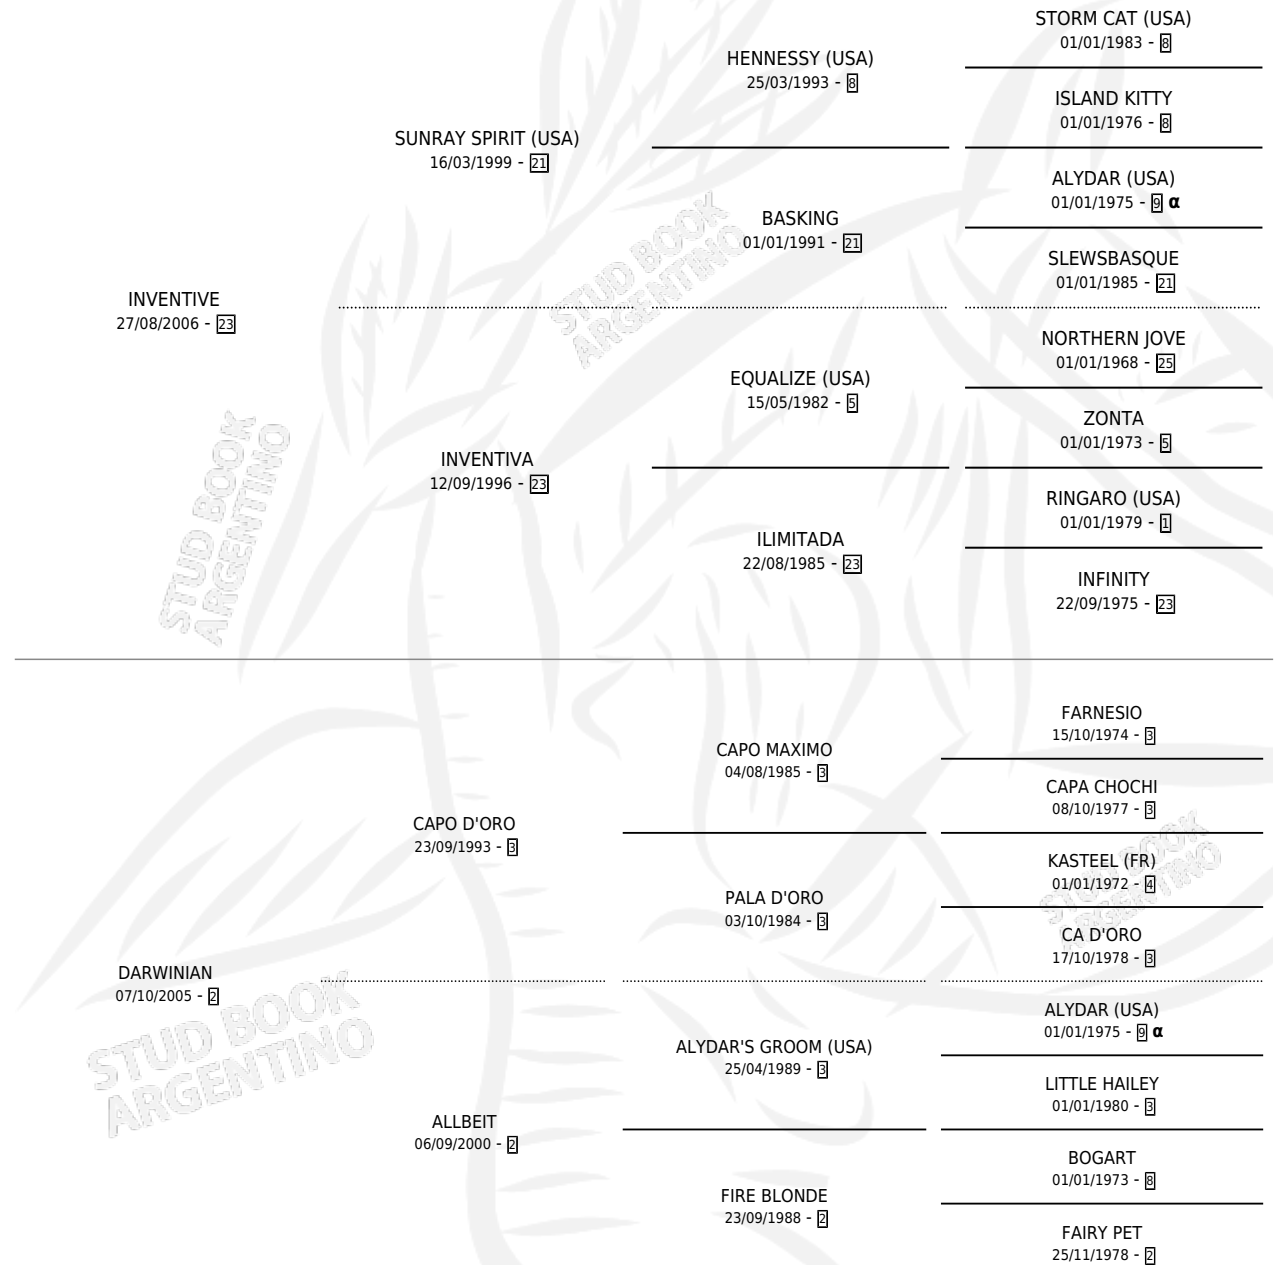 STORM CAT (USA)
01/01/1983 - 8
HENNESSY (USA)
25/03/1993 - 8
ISLAND KITTY
01/01/1976 - 8
SUNRAY SPIRIT (USA)
16/03/1999 - 21
ALYDAR (USA)
01/01/1975 - 9 α
BASKING
01/01/1991 - 21
SLEWSBASQUE
01/01/1985 - 21
INVENTIVE
27/08/2006 - 23
NORTHERN JOVE
01/01/1968 - 25
EQUALIZE (USA)
15/05/1982 - 5
ZONTA
01/01/1973 - 5
INVENTIVA
12/09/1996 - 23
RINGARO (USA)
01/01/1979 - 1
ILIMITADA
22/08/1985 - 23
INFINITY
22/09/1975 - 23
FARNESIO
15/10/1974 - 3
CAPO MAXIMO
04/08/1985 - 3
CAPA CHOCHI
08/10/1977 - 3
CAPO D'ORO
23/09/1993 - 3
KASTEEL (FR)
01/01/1972 - 4
PALA D'ORO
03/10/1984 - 3
CA D'ORO
17/10/1978 - 3
DARWINIAN
07/10/2005 - 2
ALYDAR (USA)
01/01/1975 - 9 α
ALYDAR'S GROOM (USA)
25/04/1989 - 3
LITTLE HAILEY
01/01/1980 - 3
ALLBEIT
06/09/2000 - 2
BOGART
01/01/1973 - 8
FIRE BLONDE
23/09/1988 - 2
FAIRY PET
25/11/1978 - 2
STUD BOOK
ARGENTINO
STUD BOOK
ARGENTINO
STUD BOOK
ARGENTINO
STUD BOOK
ARGENTINO